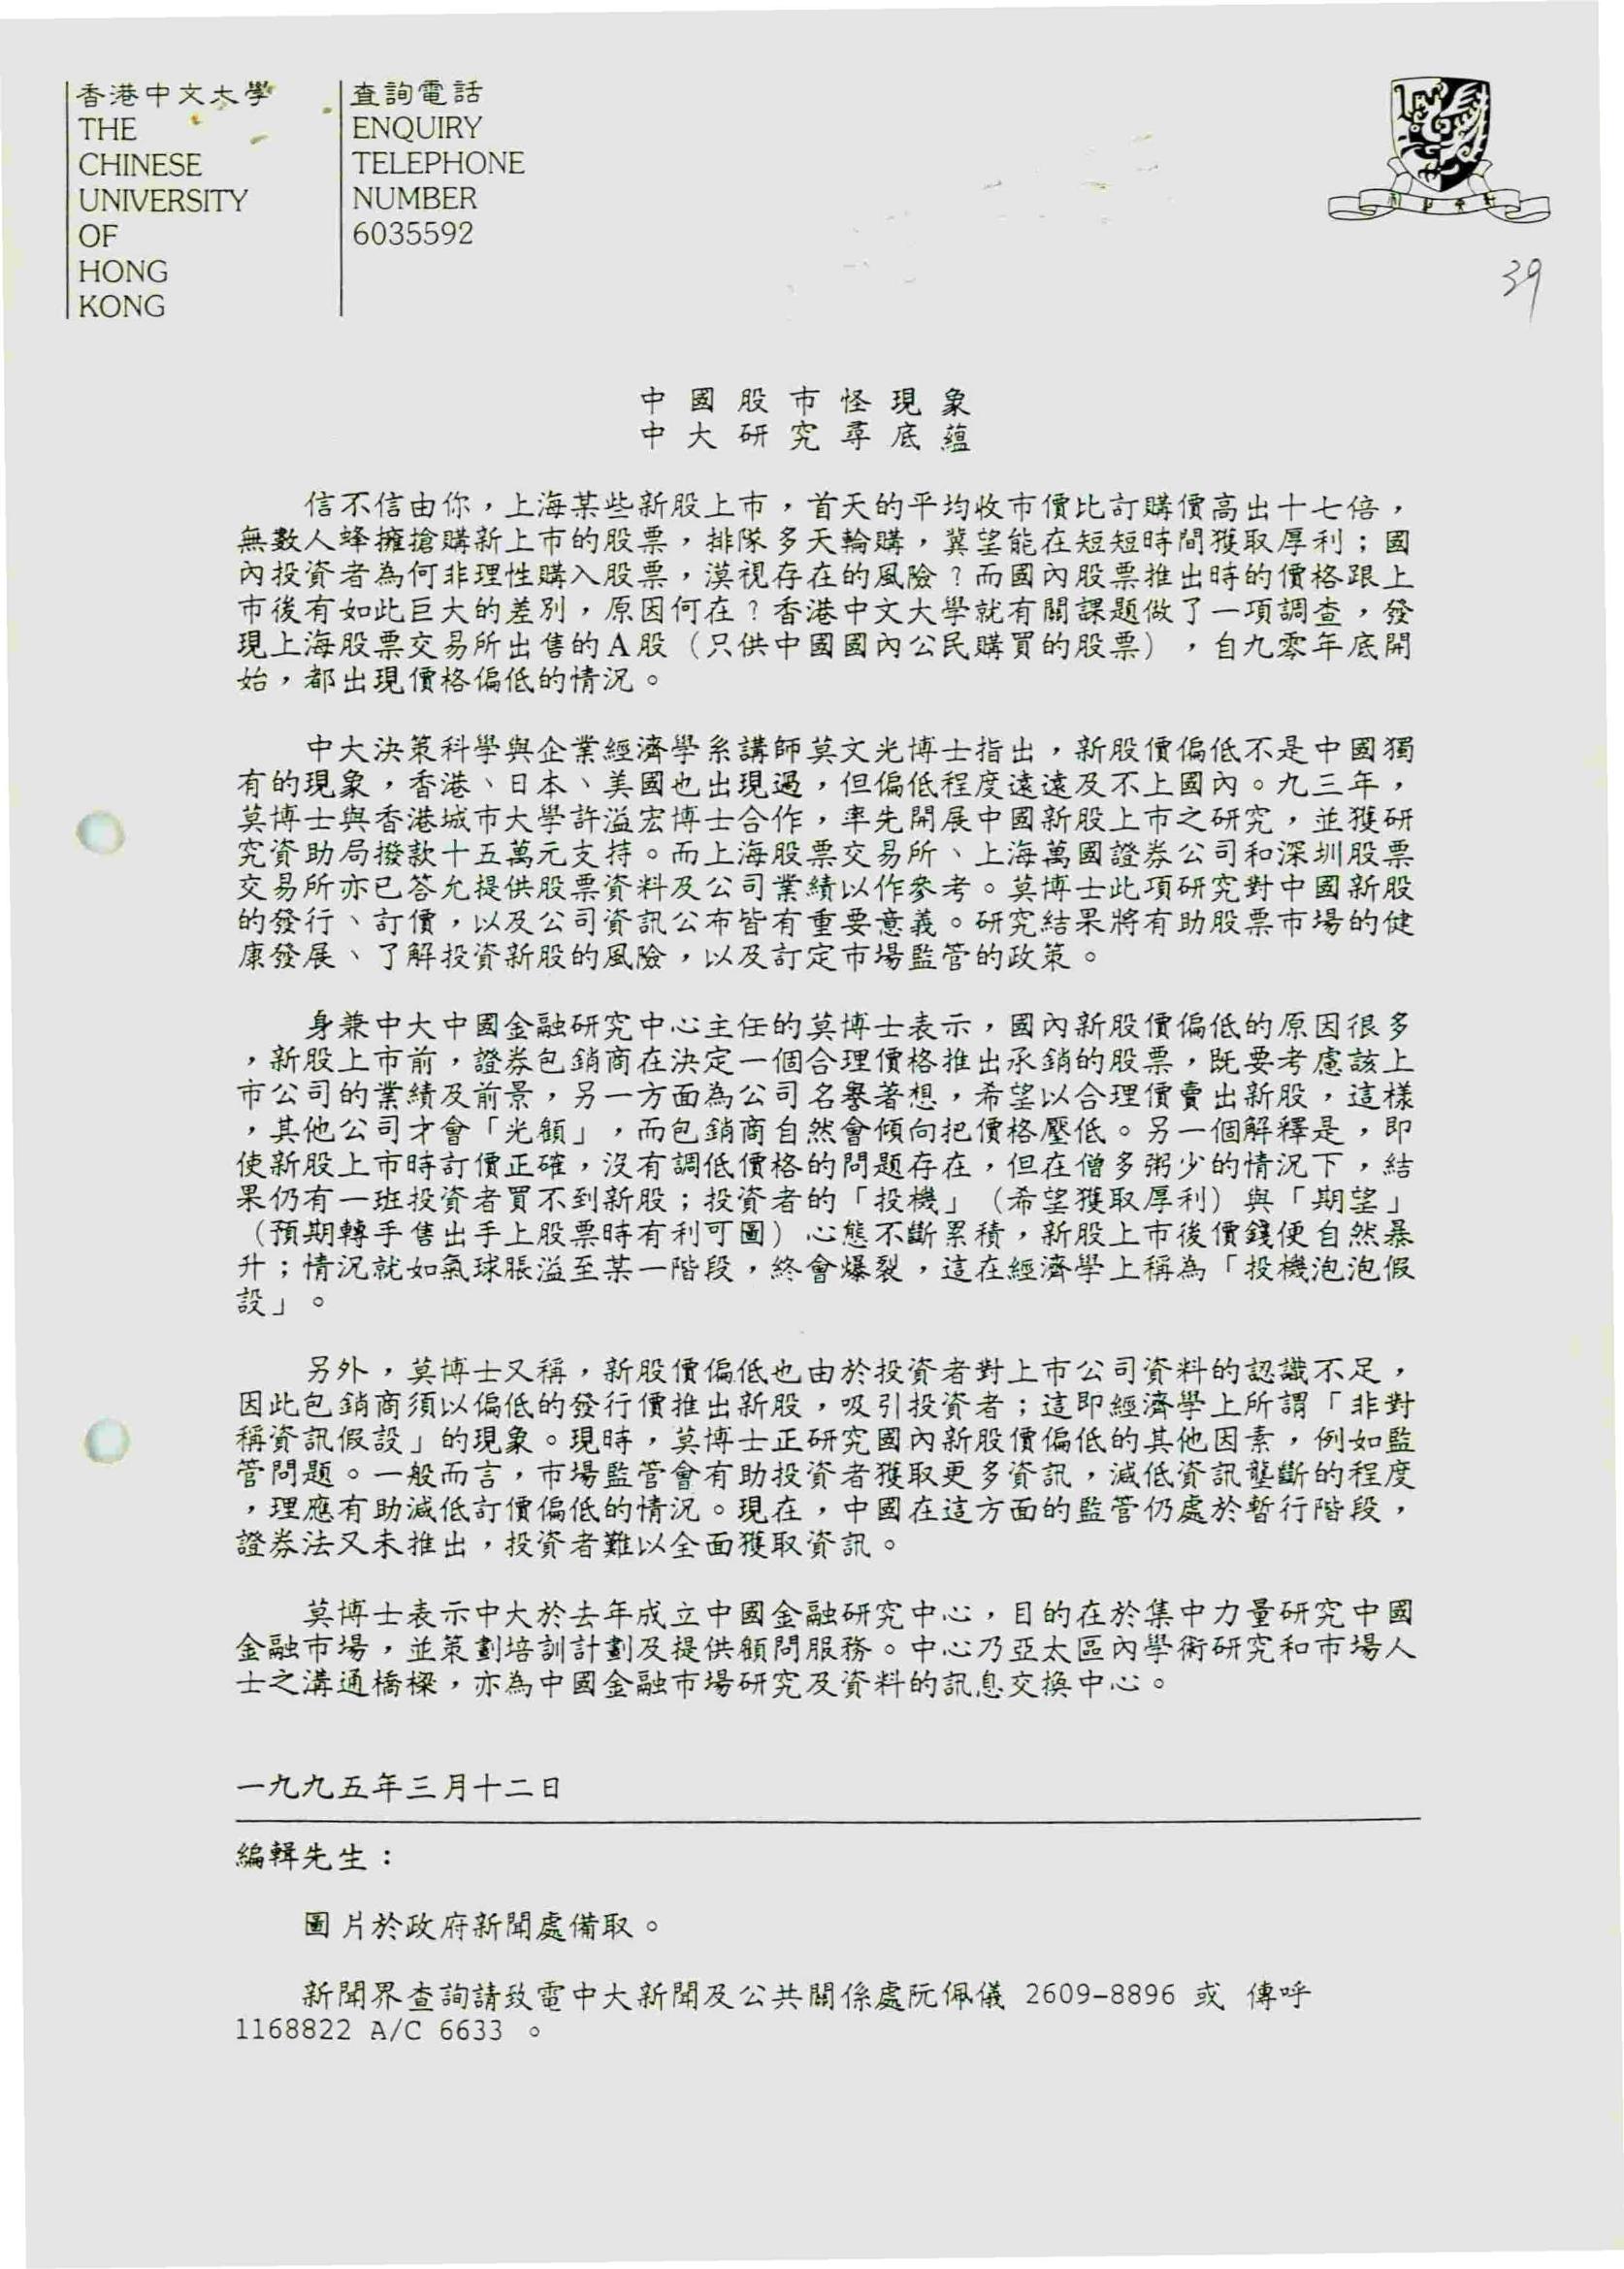 香港中文大學
THE
CHINESE
UNIVERSITY
OF
HONG
KONG
查詢電話
ENQUIRY
TELEPHONE
NUMBER
6035592
39
中國股市怪現象
中大研究尋底蘊
信不信由你，上海某些新股上市，首天的平均收市價比訂購價高出十七倍，
無數人蜂擁搶購新上市的股票，排隊多天輪購，冀望能在短短時間獲取厚利；國
內投資者為何非理性購入股票，漠視存在的風險？而國內股票推出時的價格跟上
市後有如此巨大的差別，原因何在？香港中文大學就有關課題做了一項調查，發
現上海股票交易所出售的A股（只供中國國內公民購買的股票），自九零年底開
始，都出現價格偏低的情況。
中大決策科學與企業經濟學系講師莫文光博士指出，新股價偏低不是中國獨
有的現象，香港、日本、美國也出現過，但偏低程度遠遠及不上國內。九三年，
莫博士與香港城市大學許溢宏博士合作，率先開展中國新股上市之研究，並獲研
究資助局撥款十五萬元支持。而上海股票交易所、上海萬國證券公司和深圳股票
交易所亦已答允提供股票資料及公司業績以作參考。莫博士此項研究對中國新股
的發行、訂價，以及公司資訊公布皆有重要意義。研究結果將有助股票市場的健
康發展、了解投資新股的風險，以及訂定市場監管的政策。
身兼中大中國金融研究中心主任的莫博士表示，國內新股價偏低的原因很多
，新股上市前，證券包銷商在決定一個合理價格推出承銷的股票，既要考慮該上
市公司的業績及前景，另一方面為公司名譽著想，希望以合理價賣出新股，這樣
，其他公司才會「光顧」，而包銷商自然會傾向把價格壓低。另一個解釋是，即
使新股上市時訂價正確，沒有調低價格的問題存在，但在僧多粥少的情況下，結
果仍有一班投資者買不到新股；投資者的「投機」（希望獲取厚利）與「期望」
（預期轉手售出手上股票時有利可圖）心態不斷累積，新股上市後價錢便自然暴
升；情況就如氣球脹溢至某一階段，終會爆裂，這在經濟學上稱為「投機泡泡假
設」。
另外，莫博士又稱，新股價偏低也由於投資者對上市公司資料的認識不足，
因此包銷商須以偏低的發行價推出新股，吸引投資者；這即經濟學上所謂「非對
稱資訊假設」的現象。現時，莫博士正研究國內新股價偏低的其他因素，例如監
管問題。一般而言，市場監管會有助投資者獲取更多資訊，減低資訊壟斷的程度
，理應有助減低訂價偏低的情況。現在，中國在這方面的監管仍處於暫行階段，
證券法又未推出，投資者難以全面獲取資訊。
莫博士表示中大於去年成立中國金融研究中心，目的在於集中力量研究中國
金融市場，並策劃培訓計劃及提供顧問服務。中心乃亞太區內學術研究和市場人
士之溝通橋樑，亦為中國金融市場研究及資料的訊息交換中心。
一九九五年三月十二日
編輯先生：
圖片於政府新聞處備取。
新聞界查詢請致電中大新聞及公共關係處阮佩儀 2609-8896 或 傳呼
1168822 A/C 6633 。